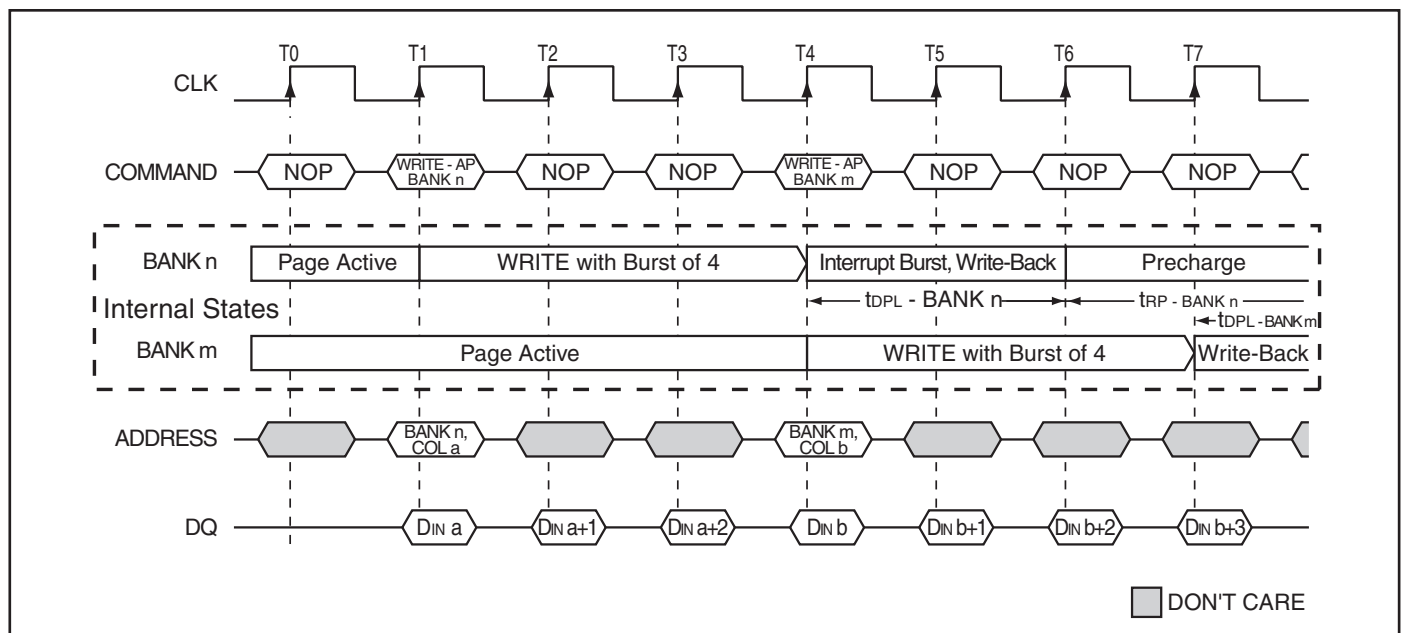 T0 T1 T2 T3 T4 T5 T6 T7
CLK
COMMAND NOP WRITE - AP BANK n NOP NOP WRITE - AP BANK m NOP NOP NOP
BANK n Page Active WRITE with Burst of 4 Interrupt Burst, Write-Back Precharge
tDPL - BANK n tRP - BANK n
Internal States
tDPL - BANK m
BANK m Page Active WRITE with Burst of 4 Write-Back
ADDRESS BANK n, COL a BANK m, COL b
DQ DIN a DIN a+1 DIN a+2 DIN b DIN b+1 DIN b+2 DIN b+3
DON'T CARE